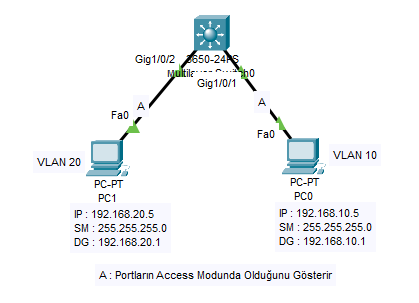 Gig1/0/2
3650-24PS
Multilayer Switch0
Gig1/0/1
A
A
Fa0
Fa0
VLAN 20
PC-PT
PC1
PC-PT
PC0
VLAN 10
IP : 192.168.20.5
SM : 255.255.255.0
DG : 192.168.20.1
IP : 192.168.10.5
SM : 255.255.255.0
DG : 192.168.10.1
A : Portların Access Modunda Olduğunu Gösterir